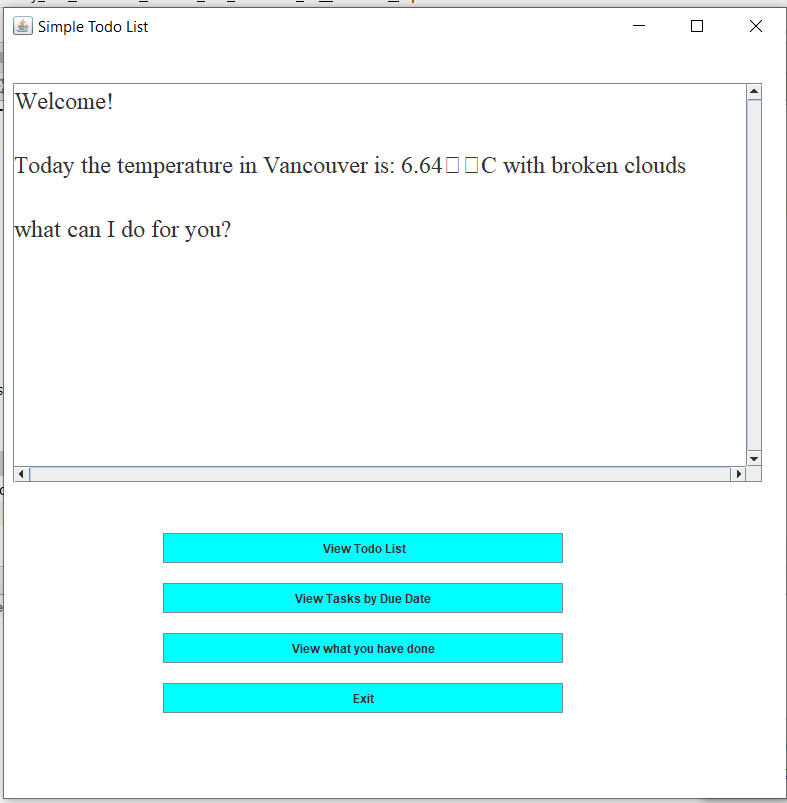 Simple Todo List
Welcome!
Today the temperature in Vancouver is: 6.64□□C with broken clouds
what can I do for you?
View Todo List
View Tasks by Due Date
View what you have done
Exit